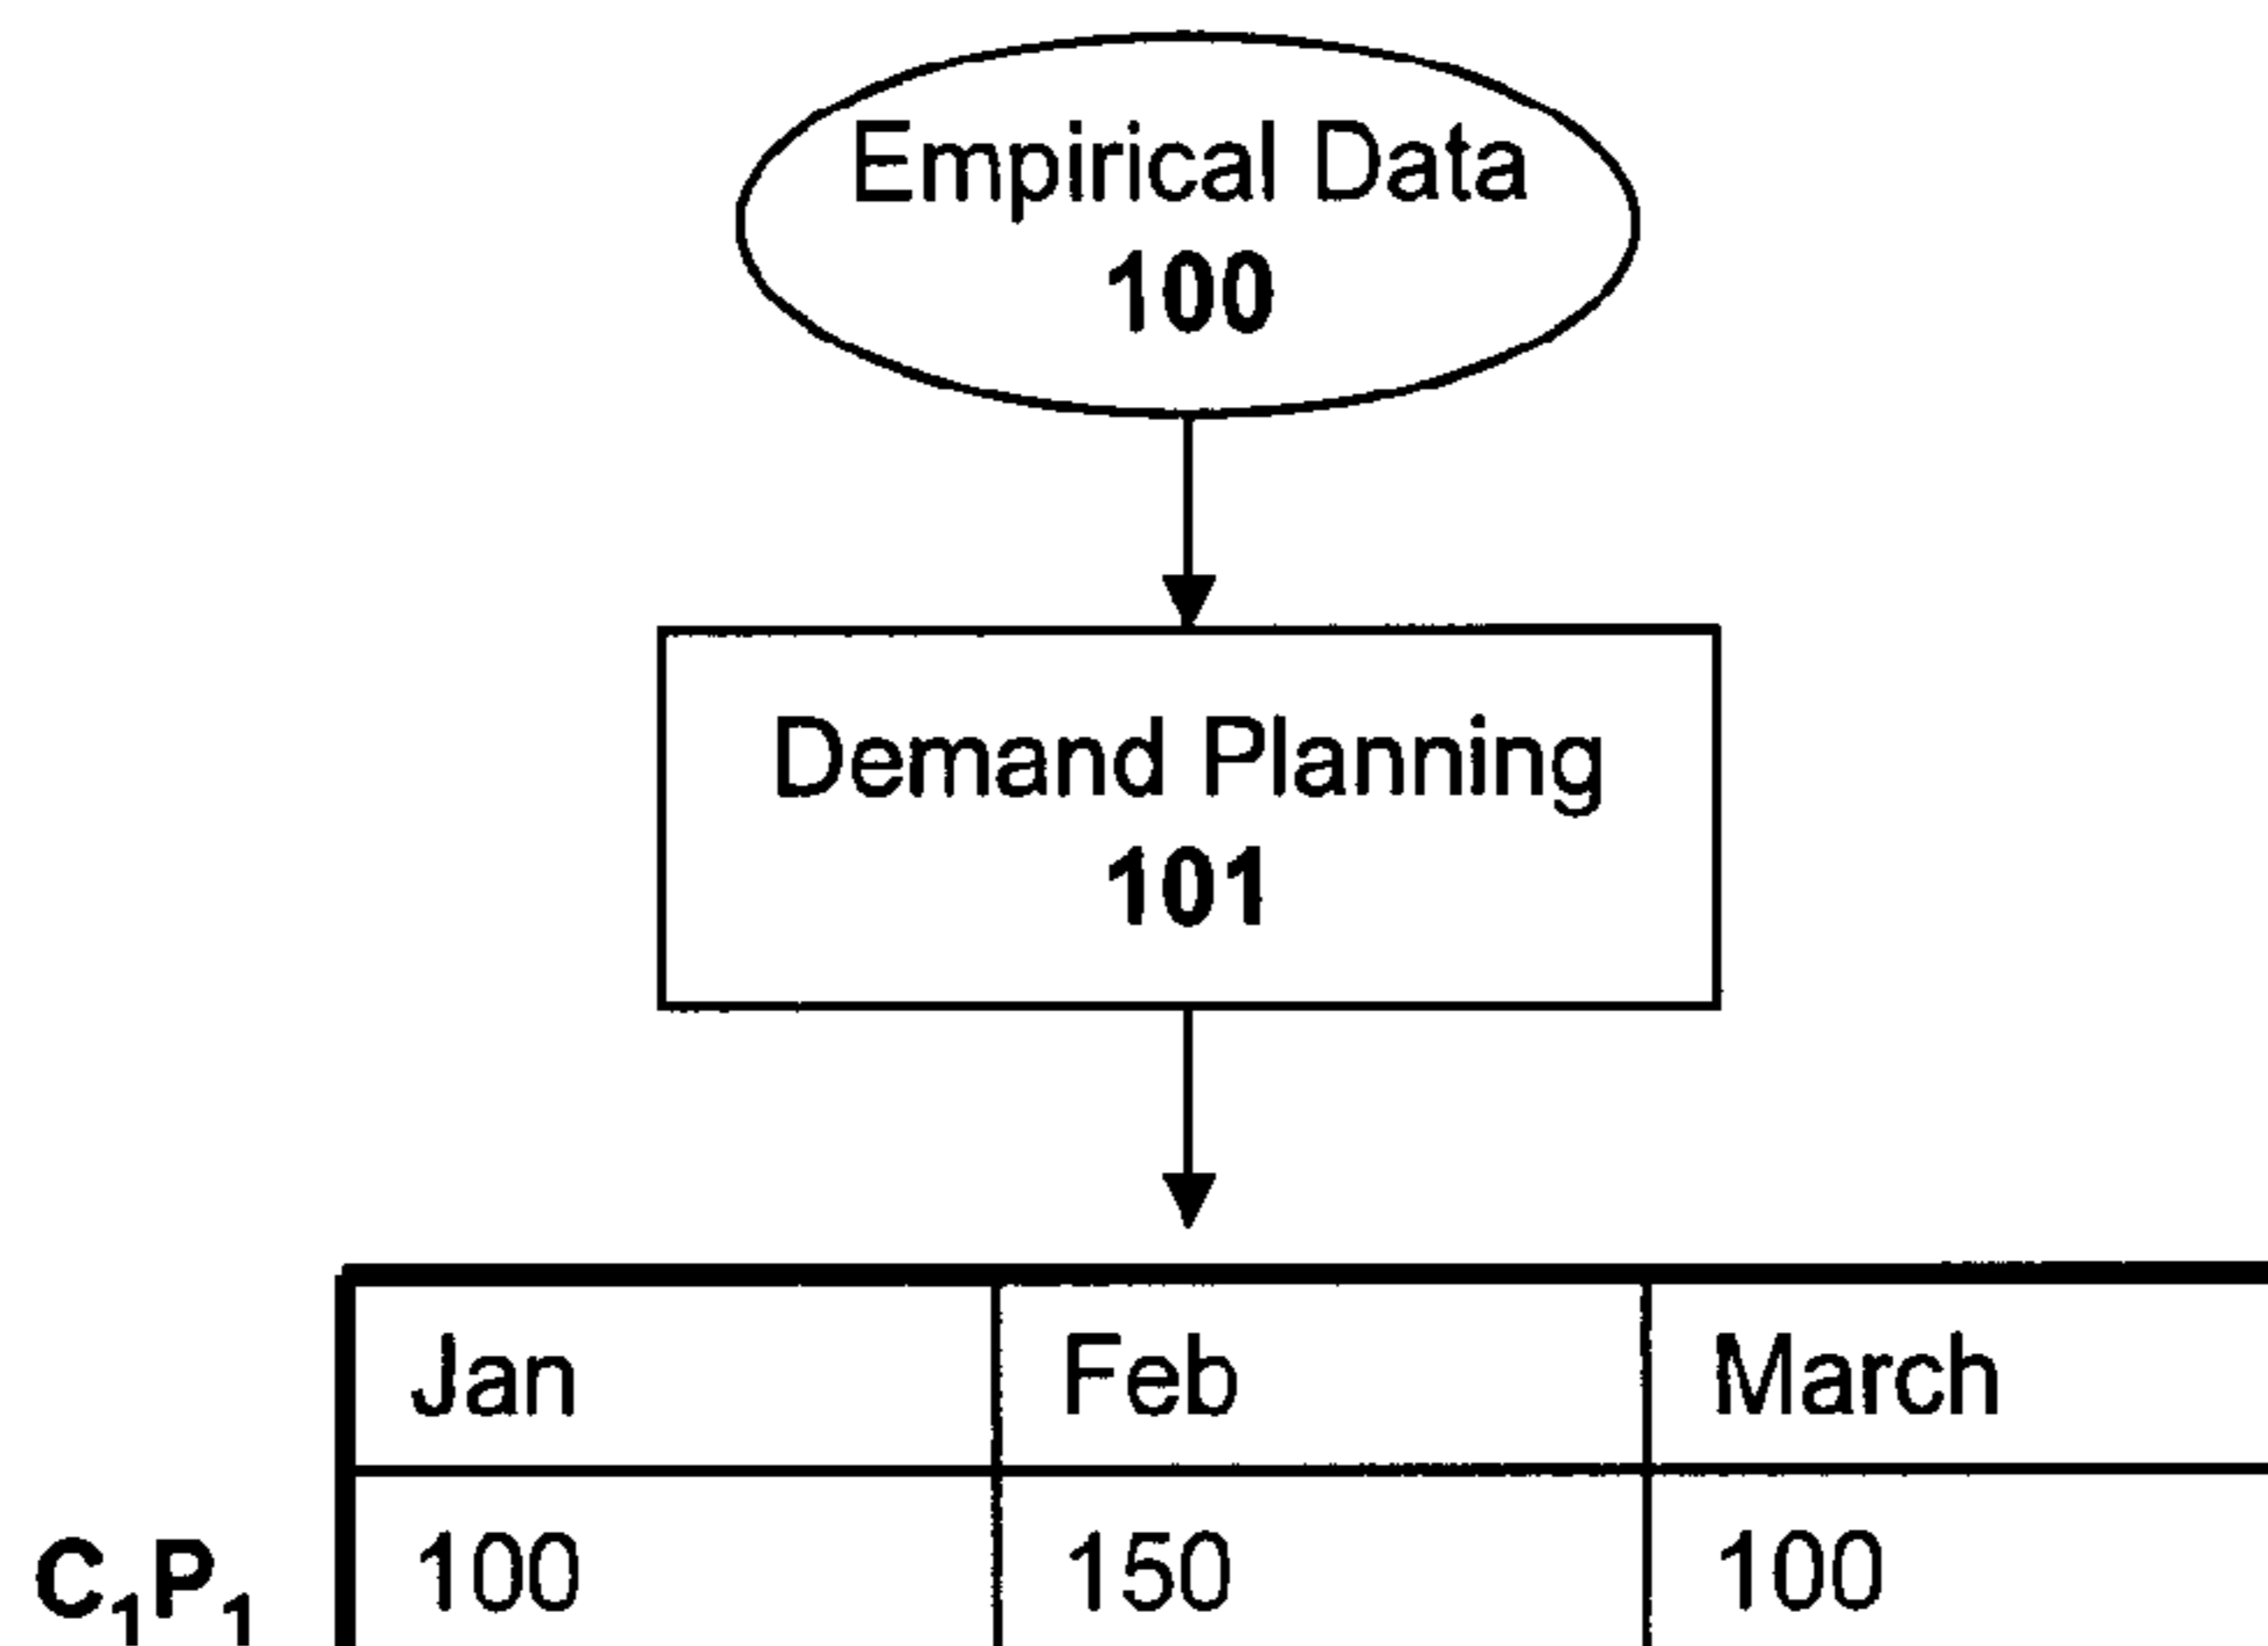 Empirical Data
100
Demand Planning
101
Jan Feb March
C₁P₁ 100 150 100